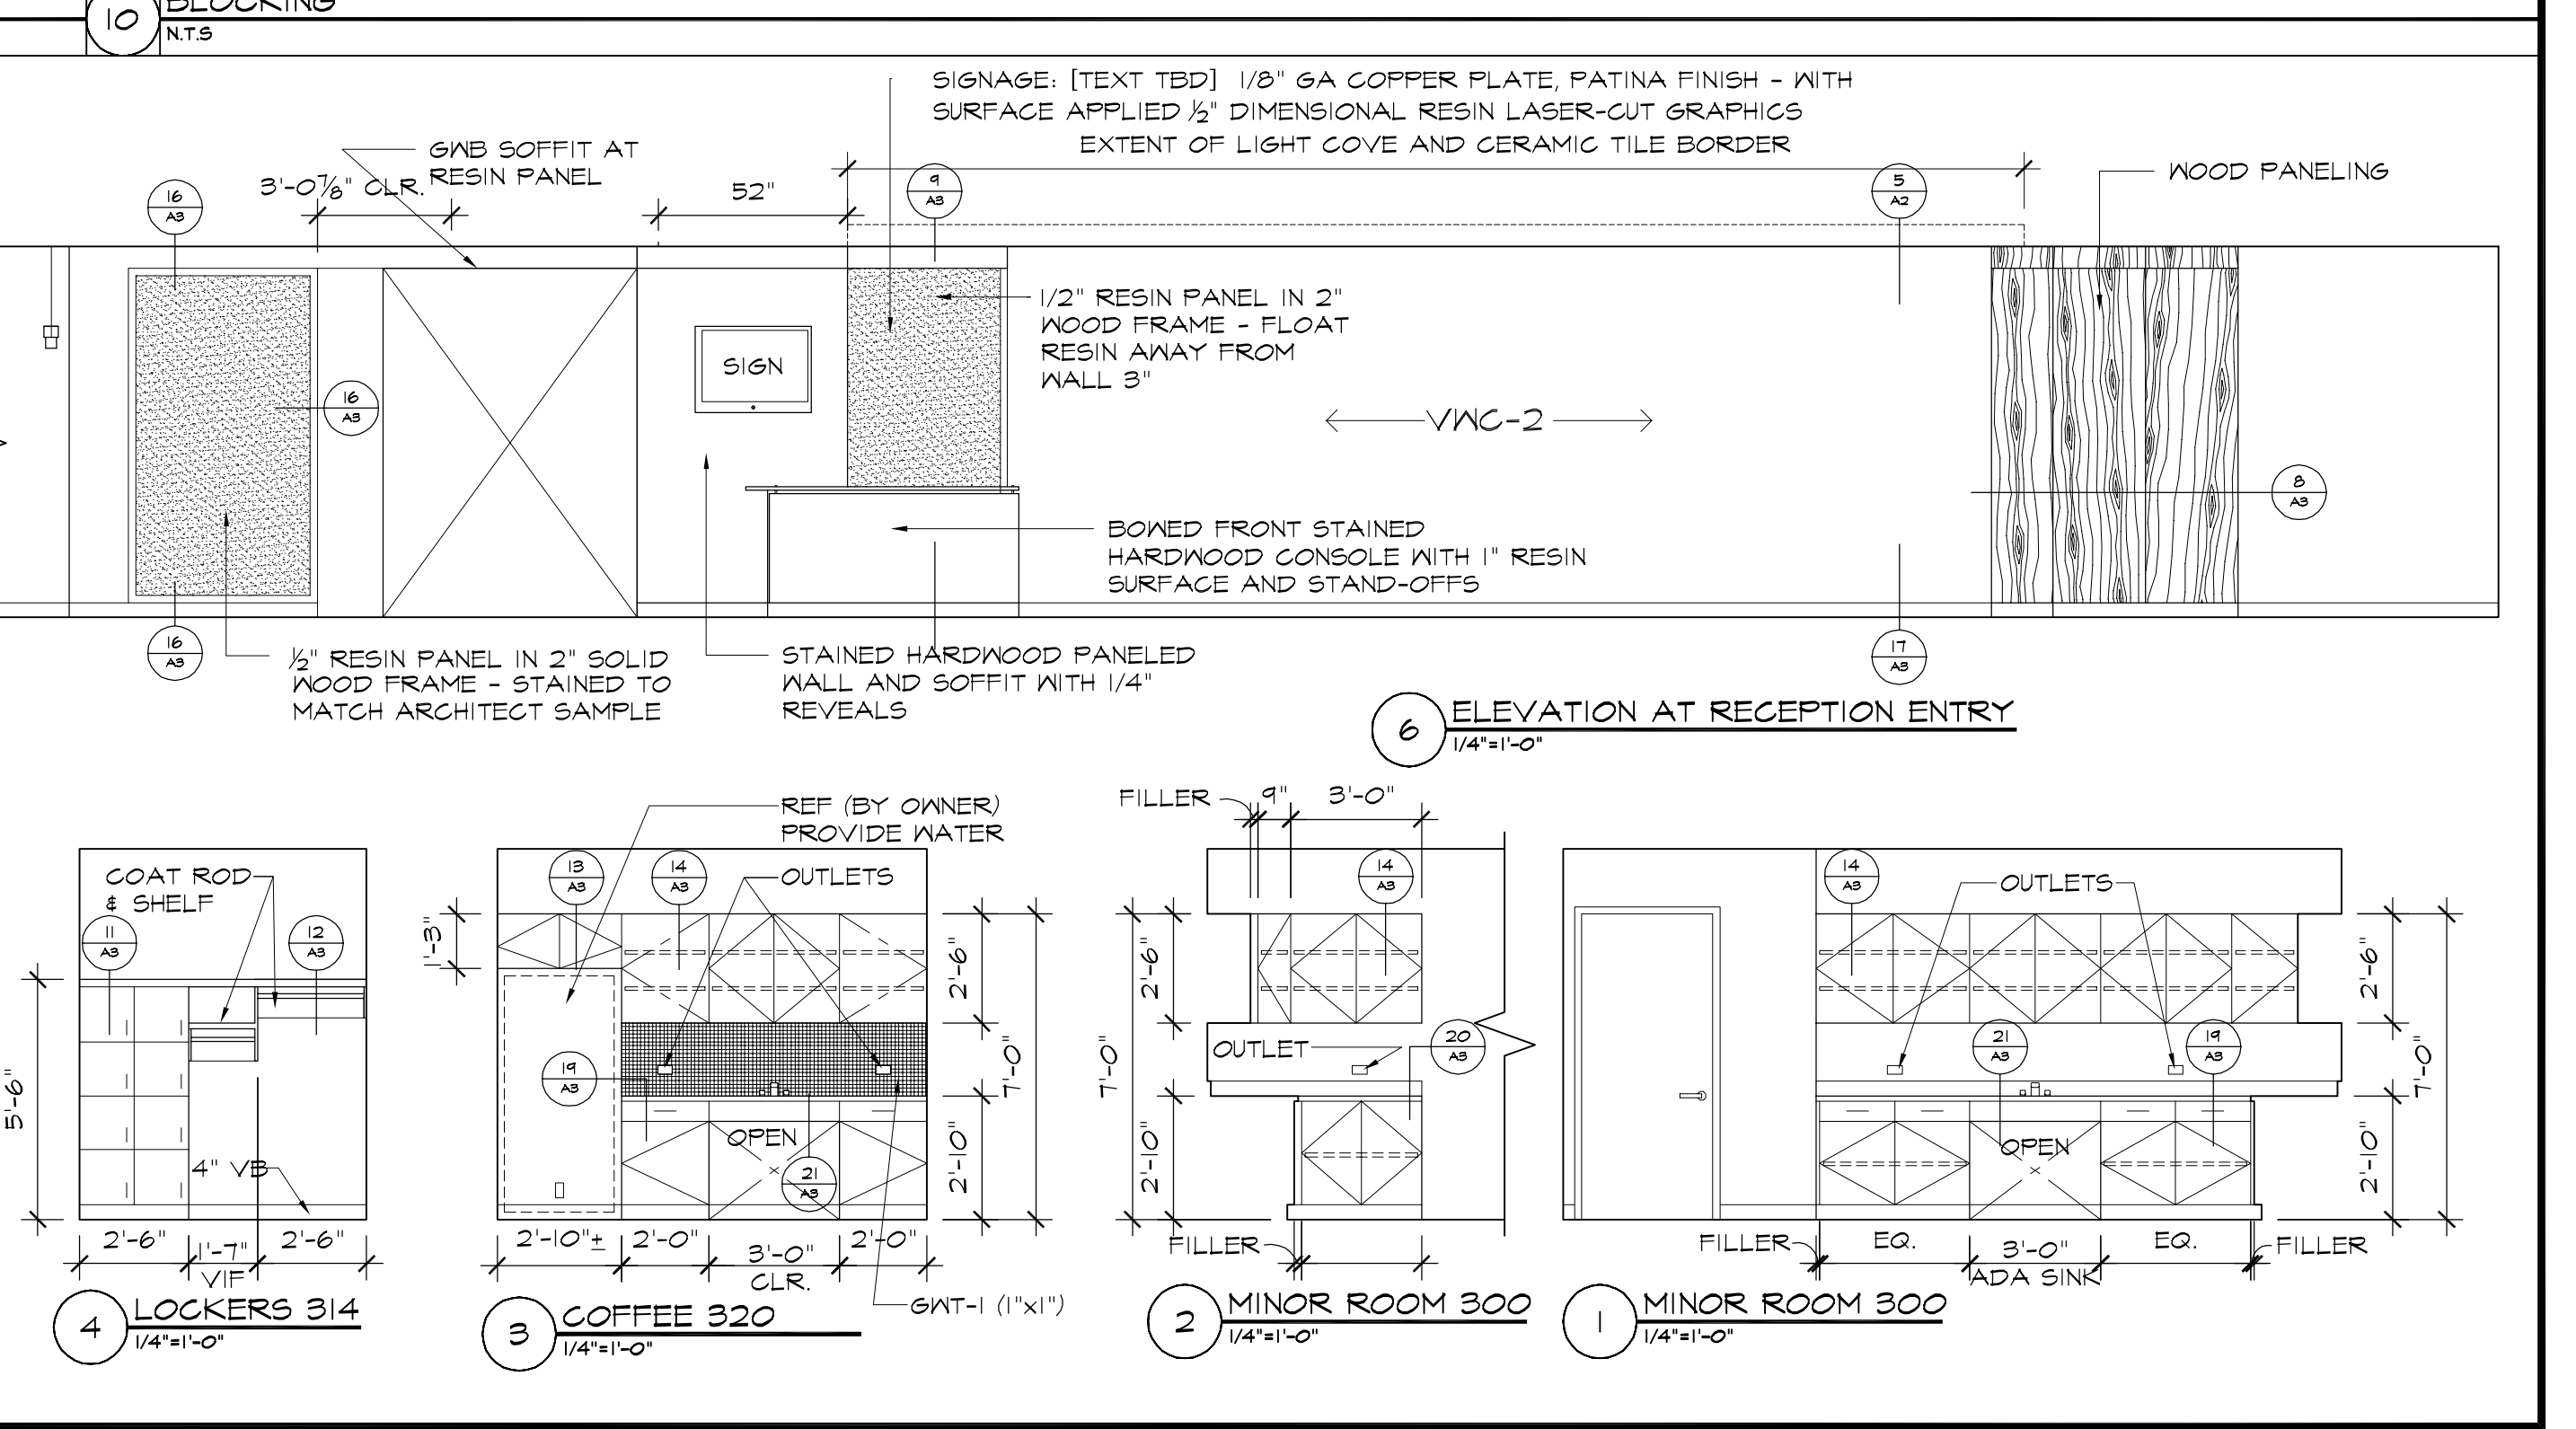 10
BLOCKING
N.T.S
SIGNAGE: [TEXT TBD] 1/8" GA COPPER PLATE, PATINA FINISH - WITH
SURFACE APPLIED ½" DIMENSIONAL RESIN LASER-CUT GRAPHICS
EXTENT OF LIGHT COVE AND CERAMIC TILE BORDER
GWB SOFFIT AT
RESIN PANEL
3'-0⅞" CLR.
52"
16
A3
9
A3
5
A2
WOOD PANELING
1/2" RESIN PANEL IN 2"
WOOD FRAME - FLOAT
RESIN AWAY FROM
WALL 3"
SIGN
16
A3
VWC-2
8
A3
BOWED FRONT STAINED
HARDWOOD CONSOLE WITH 1" RESIN
SURFACE AND STAND-OFFS
16
A3
½" RESIN PANEL IN 2" SOLID
WOOD FRAME - STAINED TO
MATCH ARCHITECT SAMPLE
STAINED HARDWOOD PANELED
WALL AND SOFFIT WITH 1/4"
REVEALS
17
A3
6
ELEVATION AT RECEPTION ENTRY
1/4"=1'-0"
COAT ROD
& SHELF
11
A3
12
A3
5'-6"
4" VB
2'-6"
1'-7"
VIF
2'-6"
4
LOCKERS 314
1/4"=1'-0"
REF (BY OWNER)
PROVIDE WATER
13
A3
14
A3
OUTLETS
1'-3"
2'-6"
7'-0"
19
A3
OPEN
21
A3
2'-10"
2'-10"±
2'-0"
3'-0"
CLR.
2'-0"
GWT-1 (1"x1")
3
COFFEE 320
1/4"=1'-0"
FILLER
9"
3'-0"
14
A3
2'-6"
7'-0"
OUTLET
20
A3
2'-10"
FILLER
2
MINOR ROOM 300
1/4"=1'-0"
14
A3
OUTLETS
2'-6"
7'-0"
21
A3
19
A3
OPEN
2'-10"
FILLER
EQ.
3'-0"
ADA SINK
EQ.
FILLER
1
MINOR ROOM 300
1/4"=1'-0"